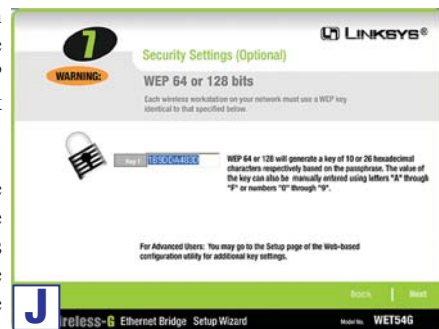 7
LINKSYS®
Security Settings (Optional)
WARNING:
WEP 64 or 128 bits
Each wireless workstation on your network must use a WEP key
identical to that specified below.
Key 1
WEP 64 or 128 will generate a key of 10 or 26 hexadecimal
characters respectively based on the passphrase. The value of
the key can also be manually entered using letters "A" through
"F" or numbers "0" through "9".
For Advanced Users: You may go to the Setup page of the Web-based
configuration utility for additional key settings.
Back
Next
J
ireless-G Ethernet Bridge Setup Wizard
Model No. WET54G